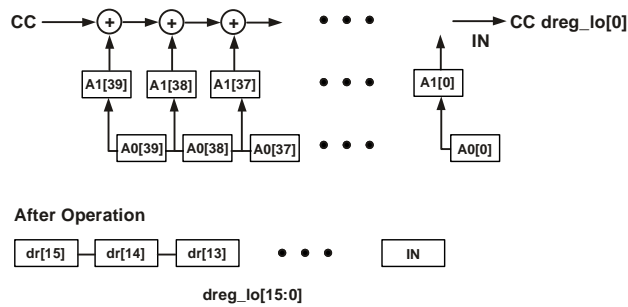 CC + + + CC dreg_lo[0]
IN
A1[39] A1[38] A1[37] A1[0]
A0[39] A0[38] A0[37] A0[0]
After Operation
dr[15] dr[14] dr[13] IN
dreg_lo[15:0]